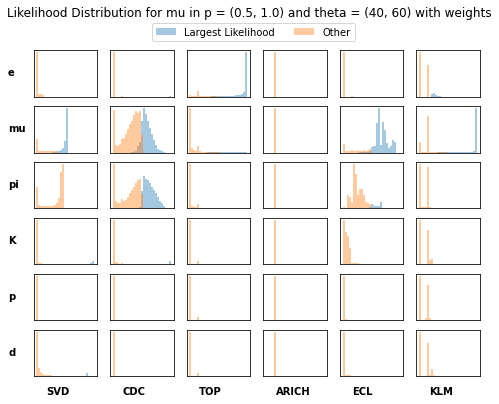 Likelihood Distribution for mu in p = (0.5, 1.0) and theta = (40, 60) with weights
Largest Likelihood Other
e
mu
pi
K
p
d
SVD CDC TOP ARICH ECL KLM